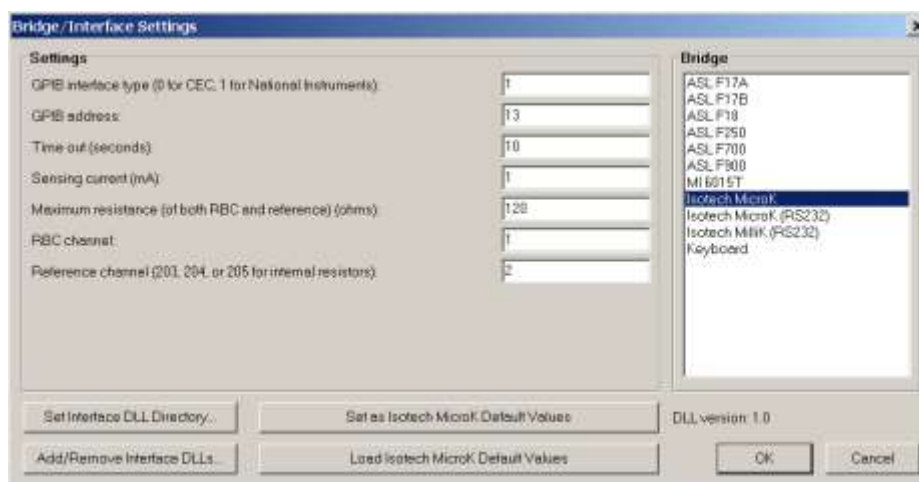 Bridge/Interface Settings
Settings
GPIB interface type (0 for CEC, 1 for National Instruments):
1
GPIB address:
13
Time out (seconds):
10
Sensing current (mA):
1
Maximum resistance (of both RBC and reference) (ohms):
120
RBC channel:
1
Reference channel (203, 204, or 205 for internal resistors):
2
Bridge
ASL F17A
ASL F17B
ASL F18
ASL F250
ASL F700
ASL F900
MI 6015T
Isotech MicroK
Isotech MicroK (RS232)
Isotech MilliK (RS232)
Keyboard
Set Interface DLL Directory...
Set as Isotech MicroK Default Values
DLL version: 1.0
Add/Remove Interface DLLs...
Load Isotech MicroK Default Values
OK
Cancel